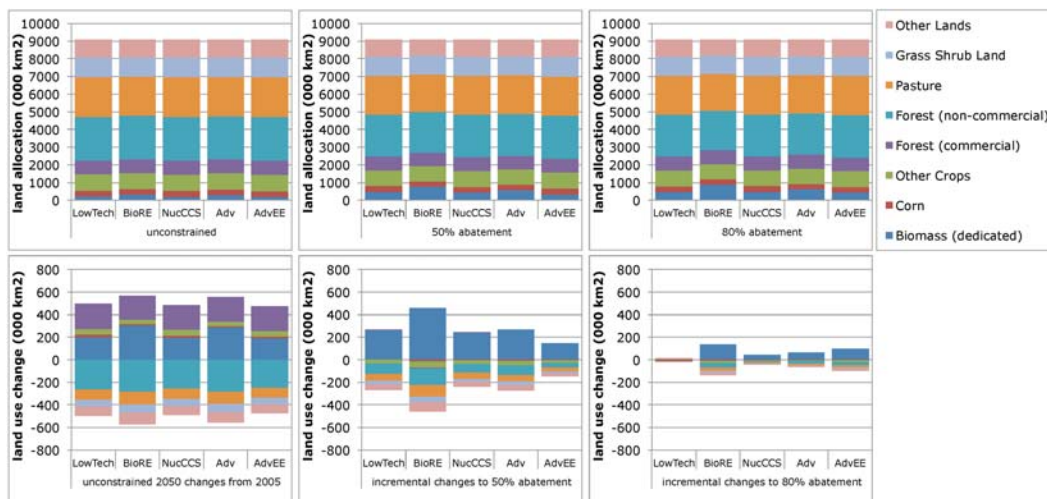 land allocation (000 km2)
10000
9000
8000
7000
6000
5000
4000
3000
2000
1000
0
LowTech BioRE NucCCS Adv AdvEE
unconstrained
land allocation (000 km2)
10000
9000
8000
7000
6000
5000
4000
3000
2000
1000
0
LowTech BioRE NucCCS Adv AdvEE
50% abatement
land allocation (000 km2)
10000
9000
8000
7000
6000
5000
4000
3000
2000
1000
0
LowTech BioRE NucCCS Adv AdvEE
80% abatement
Other Lands
Grass Shrub Land
Pasture
Forest (non-commercial)
Forest (commercial)
Other Crops
Corn
Biomass (dedicated)
land use change (000 km2)
800
600
400
200
0
-200
-400
-600
-800
LowTech BioRE NucCCS Adv AdvEE
unconstrained 2050 changes from 2005
land use change (000 km2)
800
600
400
200
0
-200
-400
-600
-800
LowTech BioRE NucCCS Adv AdvEE
incremental changes to 50% abatement
land use change (000 km2)
800
600
400
200
0
-200
-400
-600
-800
LowTech BioRE NucCCS Adv AdvEE
incremental changes to 80% abatement